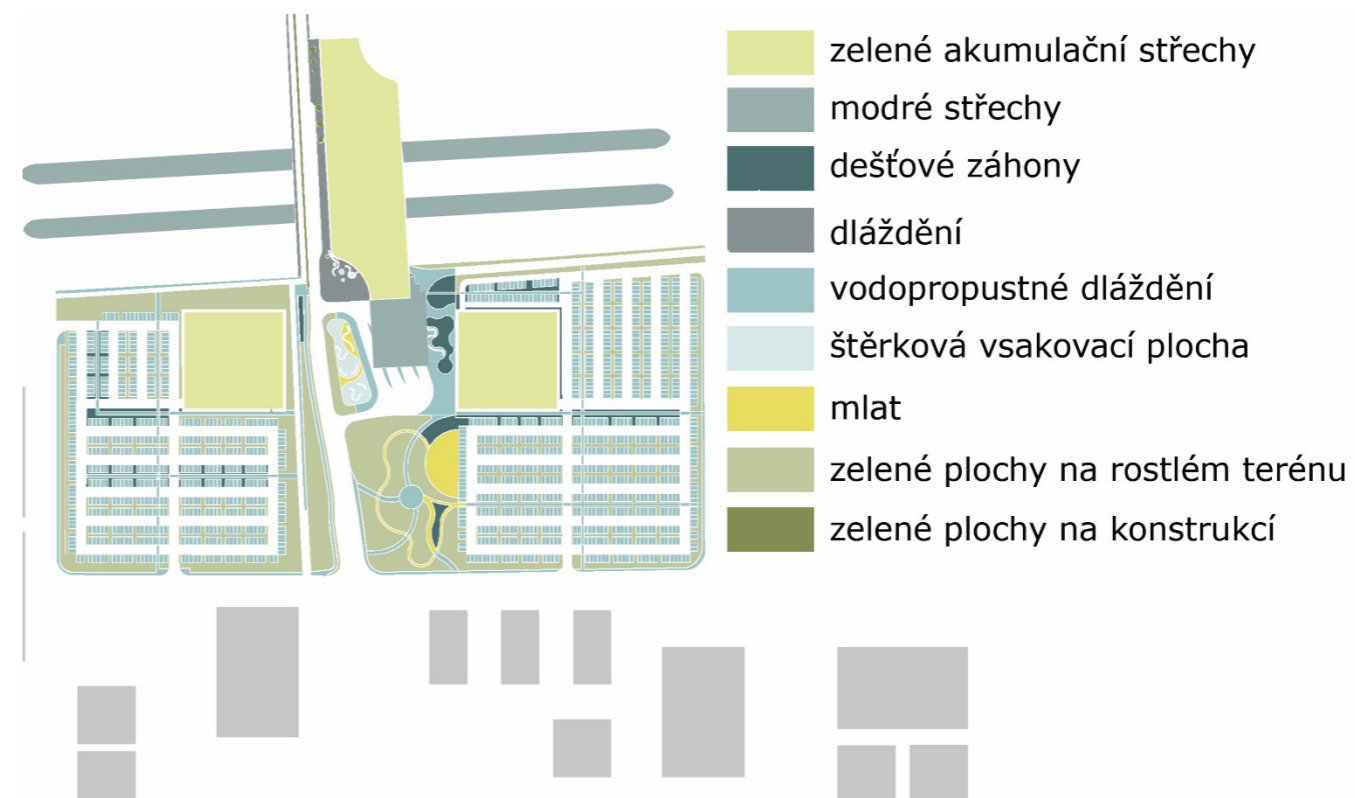 zelené akumulační střechy
modré střechy
dešťové záhony
dláždění
vodopropustné dláždění
štěrková vsakovací plocha
mlat
zelené plochy na rostlém terénu
zelené plochy na konstrukcí